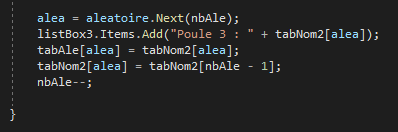 alea = aleatoire.Next(nbAle);
listBox3.Items.Add("Poule 3 : " + tabNom2[alea]);
tabAle[alea] = tabNom2[alea];
tabNom2[alea] = tabNom2[nbAle - 1];
nbAle--;
}